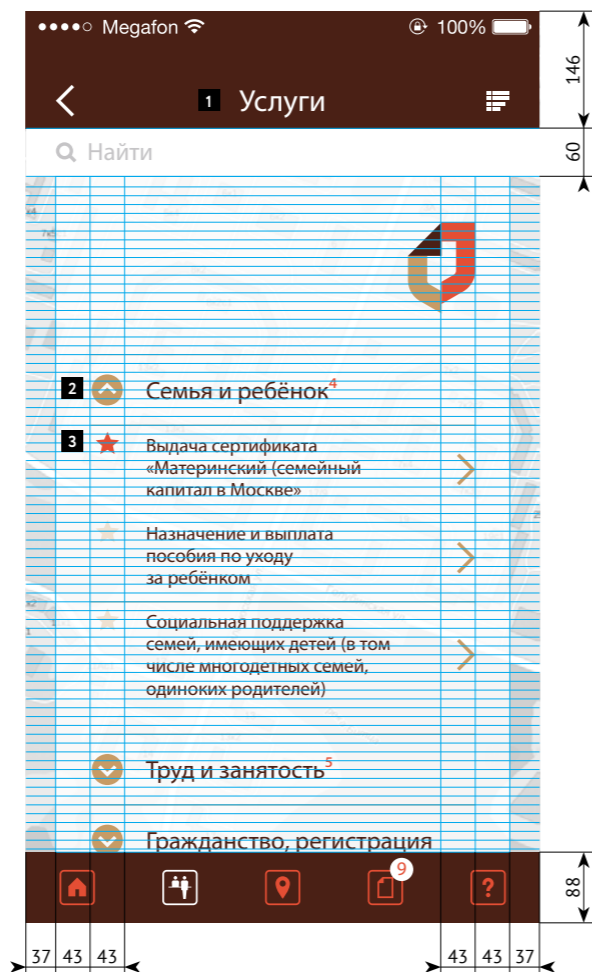 Megafon 100%
146
1 Услуги
Найти
60
2 Семья и ребёнок4
3 Выдача сертификата
«Материнский (семейный
капитал в Москве»
Назначение и выплата
пособия по уходу
за ребёнком
Социальная поддержка
семей, имеющих детей (в том
числе многодетных семей,
одиноких родителей)
Труд и занятость5
Гражданство, регистрация
9
?
88
37 43 43 43 43 37